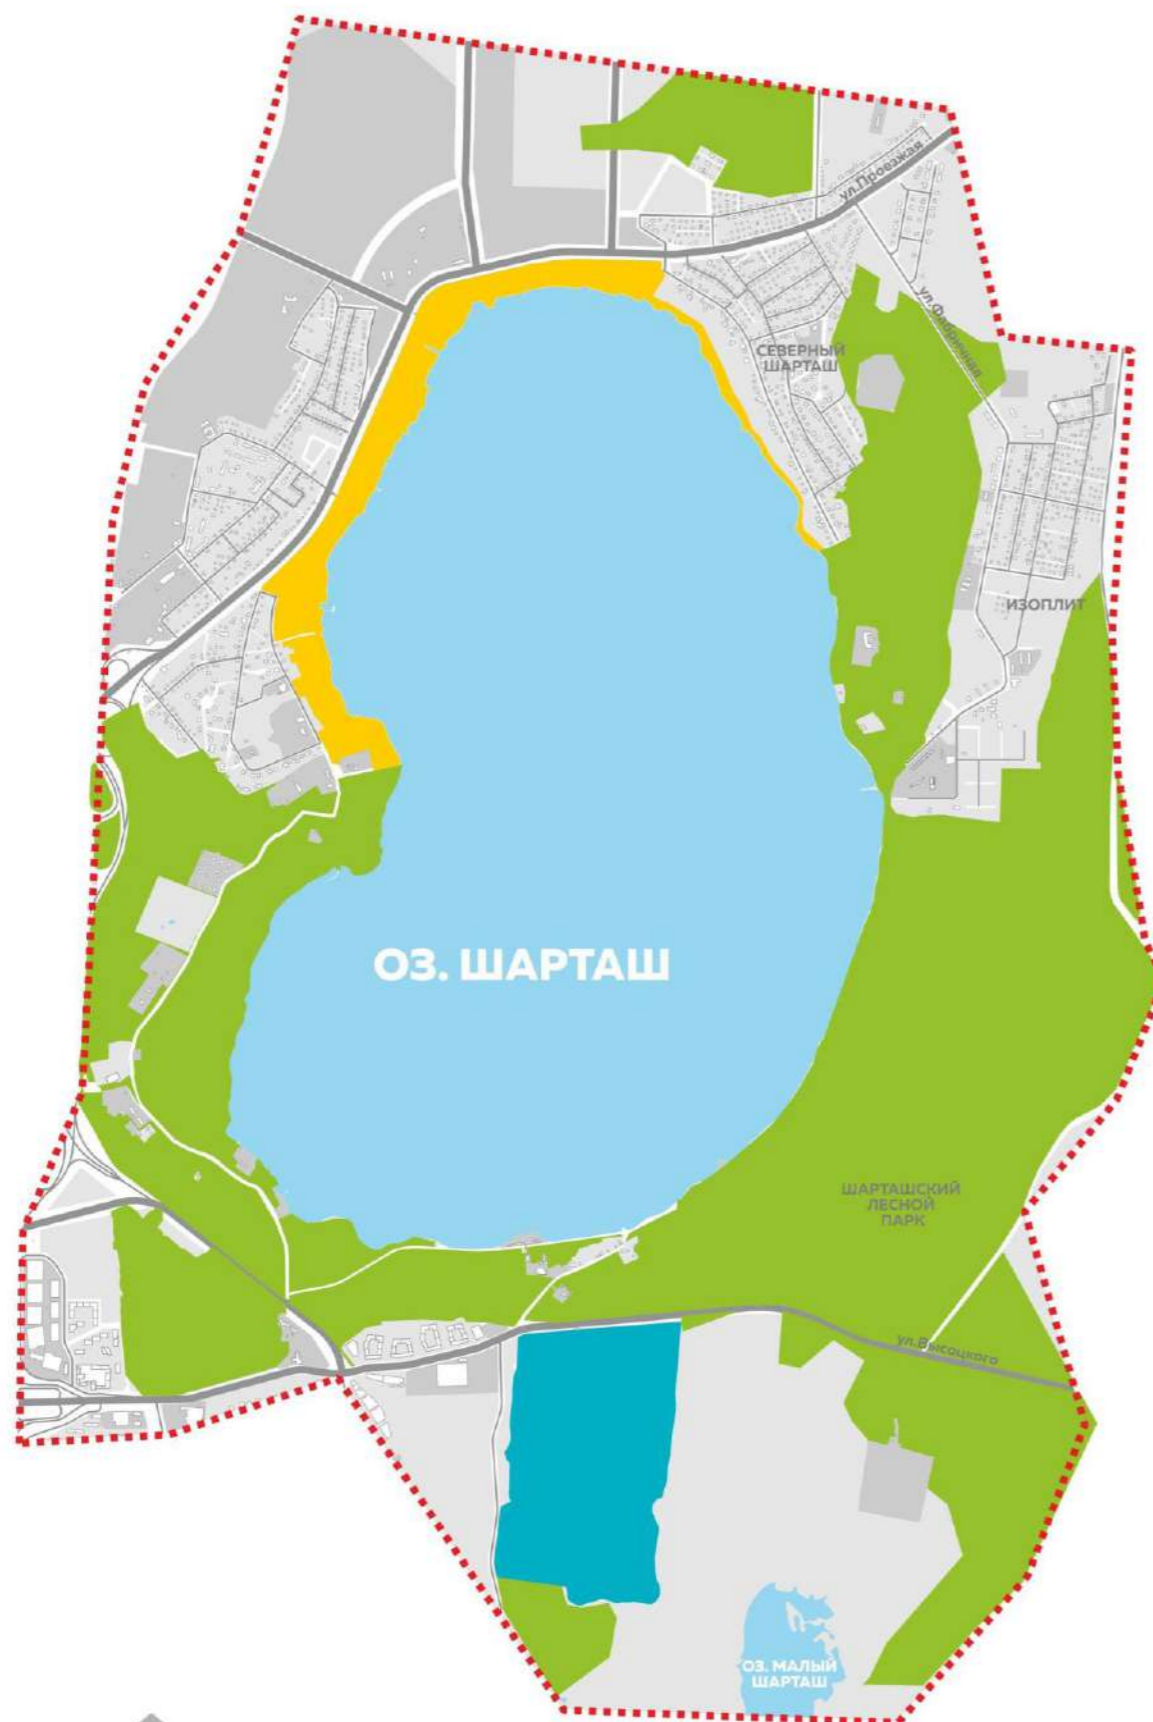 ул.Проезжая
ул.Фабричная
СЕВЕРНЫЙ
ШАРТАШ
ИЗОПЛИТ
ОЗ. ШАРТАШ
ШАРТАШСКИЙ
ЛЕСНОЙ
ПАРК
ул.Высоцкого
ОЗ. МАЛЫЙ
ШАРТАШ